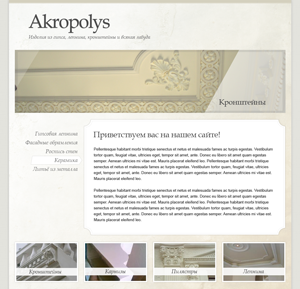 Akropolys
Изделия из гипса, лепнина, кронштейны и всякая лабуда
Кронштейны
Гипсовая лепнина
Фасадные обрамления
Роспись стен
Керамика
Литьё из металла
Приветствуем вас на нашем сайте!
Pellentesque habitant morbi tristique senectus et netus et malesuada fames ac turpis egestas. Vestibulum
tortor quam, feugiat vitae, ultricies eget, tempor sit amet, ante. Donec eu libero sit amet quam egestas
semper. Aenean ultricies mi vitae est. Mauris placerat eleifend leo. Pellentesque habitant morbi tristique
senectus et netus et malesuada fames ac turpis egestas. Vestibulum tortor quam, feugiat vitae, ultricies
eget, tempor sit amet, ante. Donec eu libero sit amet quam egestas semper. Aenean ultricies mi vitae est.
Mauris placerat eleifend leo.
Pellentesque habitant morbi tristique senectus et netus et malesuada fames ac turpis egestas. Vestibulum
tortor quam, feugiat vitae, ultricies eget, tempor sit amet, ante. Donec eu libero sit amet quam egestas
semper. Aenean ultricies mi vitae est. Mauris placerat eleifend leo. Pellentesque habitant morbi tristique
senectus et netus et malesuada fames ac turpis egestas. Vestibulum tortor quam, feugiat vitae, ultricies
eget, tempor sit amet, ante. Donec eu libero sit amet quam egestas semper. Aenean ultricies mi vitae est.
Mauris placerat eleifend leo.
Кронштейны
Карнизы
Пилястры
Лепнина